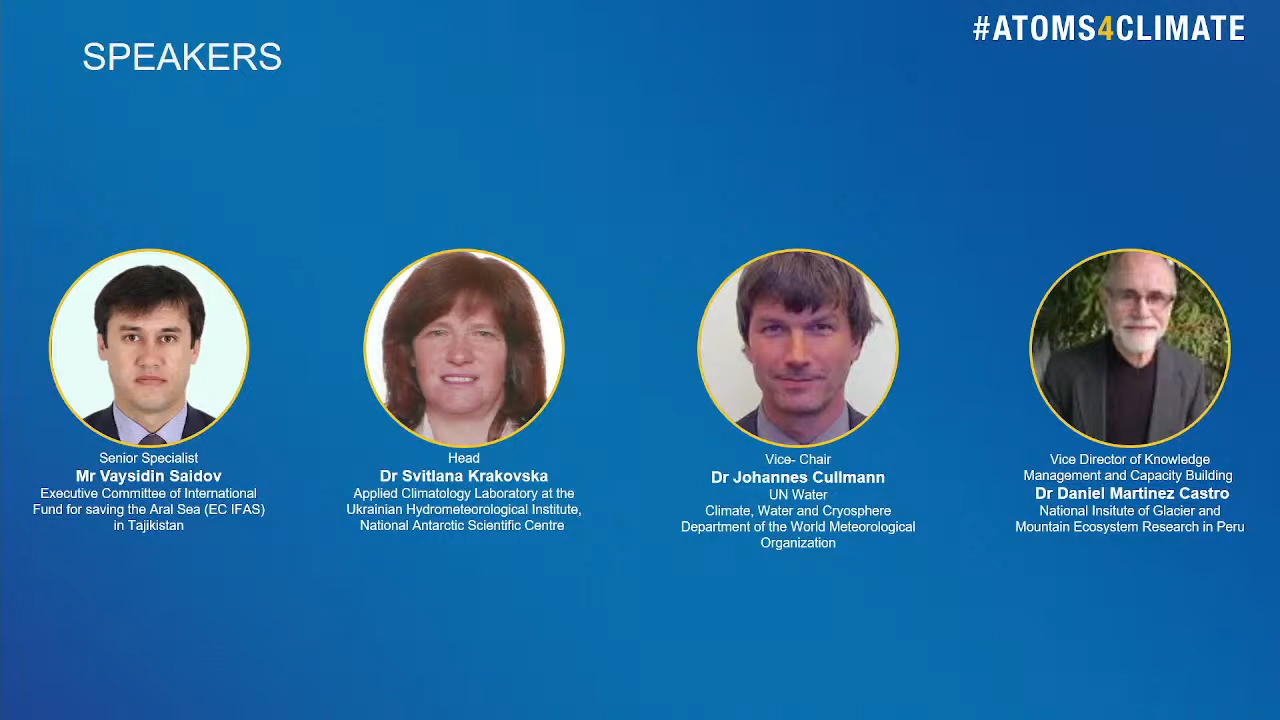 #ATOMS4CLIMATE
SPEAKERS
Senior Specialist
Mr Vaysidin Saidov
Executive Committee of International
Fund for saving the Aral Sea (EC IFAS)
in Tajikistan
Head
Dr Svitlana Krakovska
Applied Climatology Laboratory at the
Ukrainian Hydrometeorological Institute,
National Antarctic Scientific Centre
Vice- Chair
Dr Johannes Cullmann
UN Water
Climate, Water and Cryosphere
Department of the World Meteorological
Organization
Vice Director of Knowledge
Management and Capacity Building
Dr Daniel Martinez Castro
National Insitute of Glacier and
Mountain Ecosystem Research in Peru